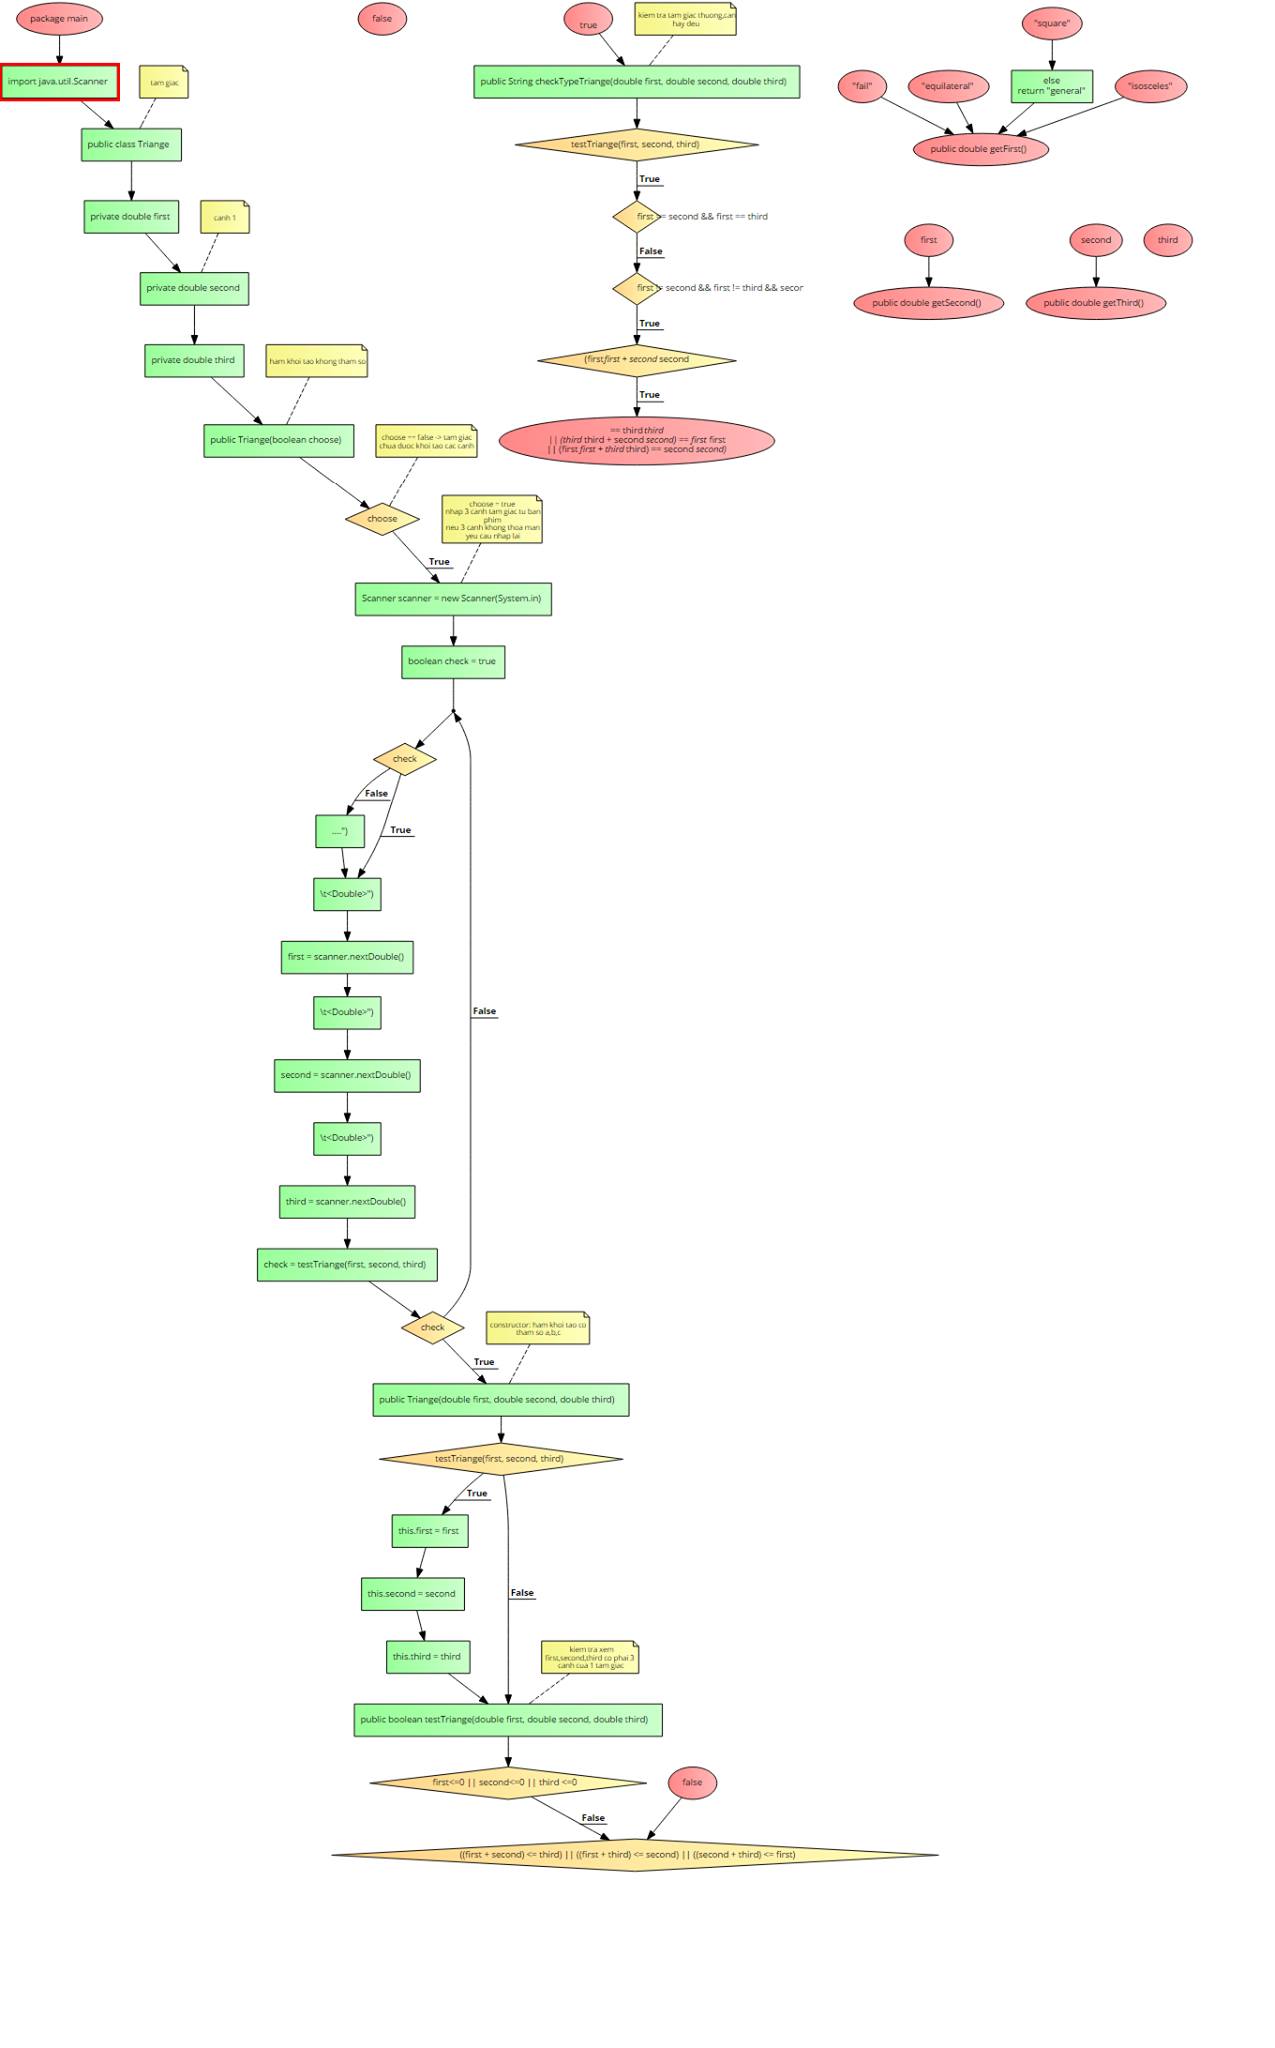 package main
false
true
kiem tra tam giac thuong,can
hay deu
"square"
import java.util.Scanner
tam giac
public String checkTypeTriange(double first, double second, double third)
"fail"
"equilateral"
else
return "general"
"isosceles"
public class Triange
testTriange(first, second, third)
public double getFirst()
True
private double first
canh 1
first == second && first == third
False
first
second
third
private double second
first != second && first != third && secor
public double getSecond()
public double getThird()
True
private double third
ham khoi tao khong tham so
(firstfirst + second second
True
public Triange(boolean choose)
choose == false -> tam giac
chua duoc khoi tao cac canh
== third third
|| (third third + second second) == first first
|| (first first + third third) == second second)
choose
choose = true
nhap 3 canh tam giac tu ban
phim
neu 3 canh khong thoa man
yeu cau nhap lai
True
Scanner scanner = new Scanner(System.in)
boolean check = true
check
False
....")
True
\t<Double>")
first = scanner.nextDouble()
\t<Double>")
False
second = scanner.nextDouble()
\t<Double>")
third = scanner.nextDouble()
check = testTriange(first, second, third)
check
constructor: ham khoi tao co
tham so a,b,c
True
public Triange(double first, double second, double third)
testTriange(first, second, third)
True
this.first = first
this.second = second
False
this.third = third
kiem tra xem
first,second,third co phai 3
canh cua 1 tam giac
public boolean testTriange(double first, double second, double third)
first<=0 || second<=0 || third <=0
false
False
((first + second) <= third) || ((first + third) <= second) || ((second + third) <= first)